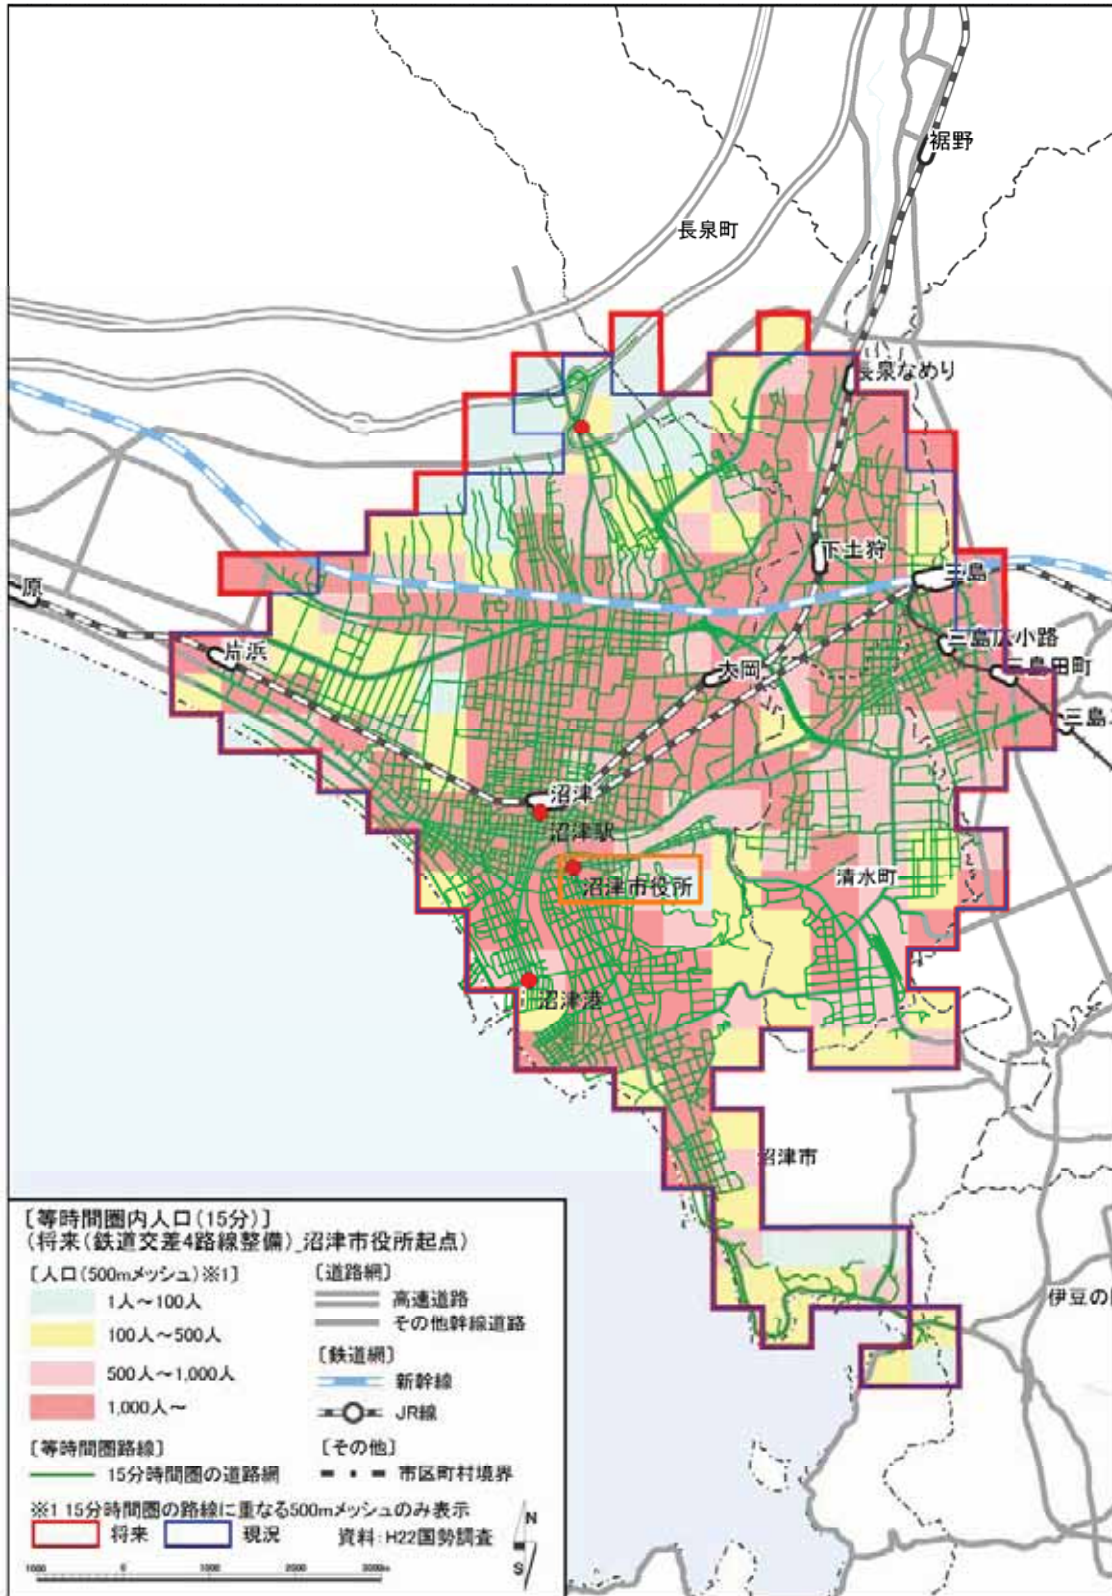 裾野
長泉町
長泉なめり
下土狩
三島
原
三島広小路
片浜
大岡
三島田町
三島
沼津
沼津駅
沼津市役所
清水町
沼津港
沼津市
伊豆の
[等時間圏内人口(15分)]
(将来(鉄道交差4路線整備)_沼津市役所起点)
[人口(500mメッシュ)※1]
1人~100人
100人~500人
500人~1,000人
1,000人~
[道路網]
高速道路
その他幹線道路
[鉄道網]
新幹線
JR線
[等時間圏路線]
15分時間圏の道路網
[その他]
市区町村境界
※1 15分時間圏の路線に重なる500mメッシュのみ表示
将来 現況 資料:H22国勢調査
N
S
1000 0 1000 2000 3000m